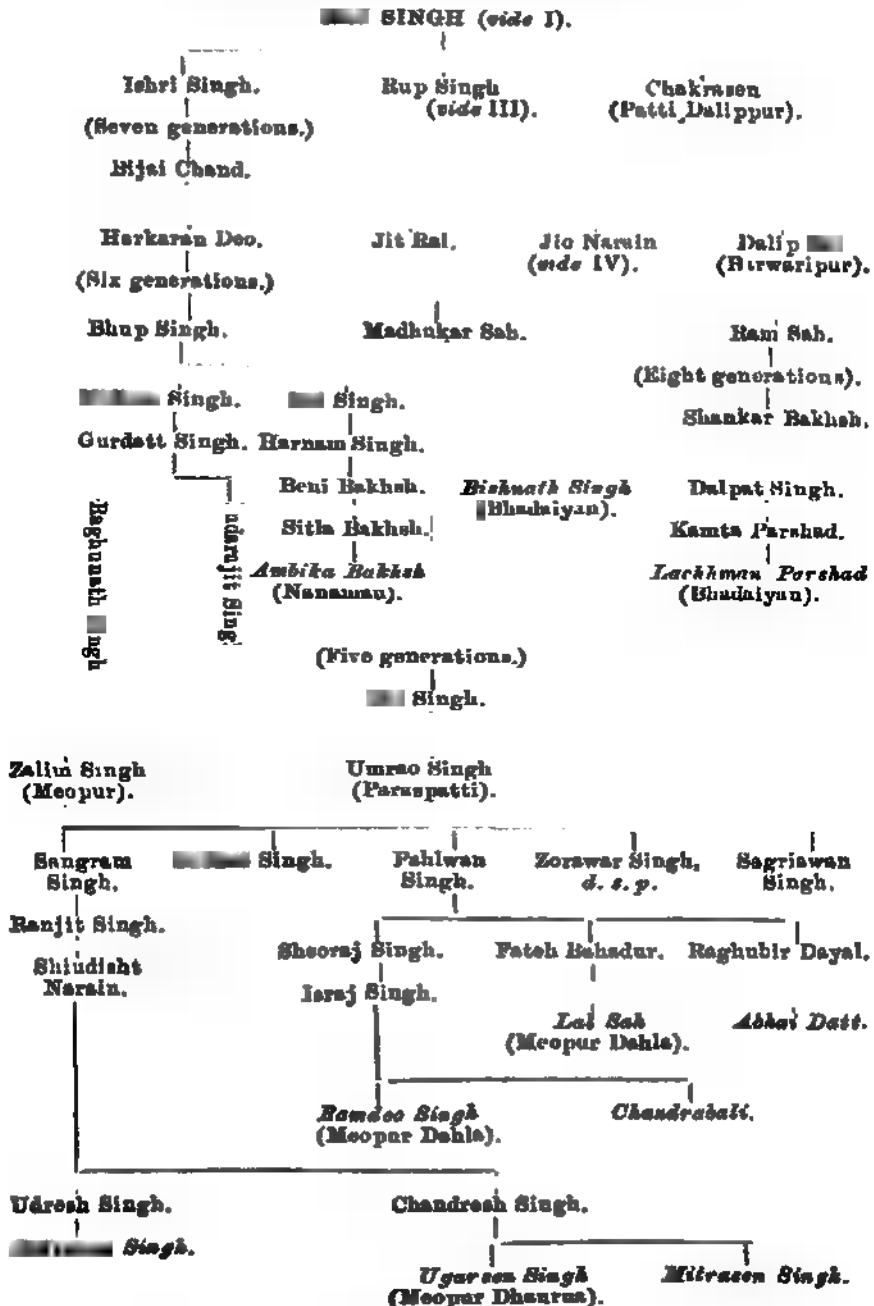 SINGH (vide I).
Ishri Singh. Rup Singh Chakrasen
(vide III). (Patti Dalippur).
(Seven generations.)
Bijai Chand.
Harkaran Deo. Jit Rai. Jio Narain Dalip
(vide IV). (Birwaripur).
(Six generations.)
Bhup Singh. Madhukar Sah. Ram Sah.
(Eight generations).
Singh. Singh.
Shankar Bakhsh.
Gurdatt Singh. Harnam Singh.
Beni Bakhsh. Bishnath Singh Dalpat Singh.
(Bhadaiyan).
Sitla Bakhsh. Kamta Parshad.
Ambika Bakhsh Lachhman Parshad
(Nanamau). (Bhadaiyan).
Raghunath
Sing
(Five generations.)
Singh.
Zalim Singh Umrao Singh
(Meopur). (Paraspatti).
Sangram Singh. Pahlwan Zorawar Singh, Sagriawan
Singh. Singh. d. s. p. Singh.
Ranjit Singh.
Sheoraj Singh. Fateh Bahadur. Raghubir Dayal.
Shiudisht
Narain.
Israj Singh.
Lal Sah Abhai Datt.
(Meopur Dahla).
Ramdeo Singh Chandrabali.
(Meopur Dahla).
Udresh Singh. Chandresh Singh.
Singh.
Ugarsen Singh Mitrasen Singh.
(Meopur Dhaurua).